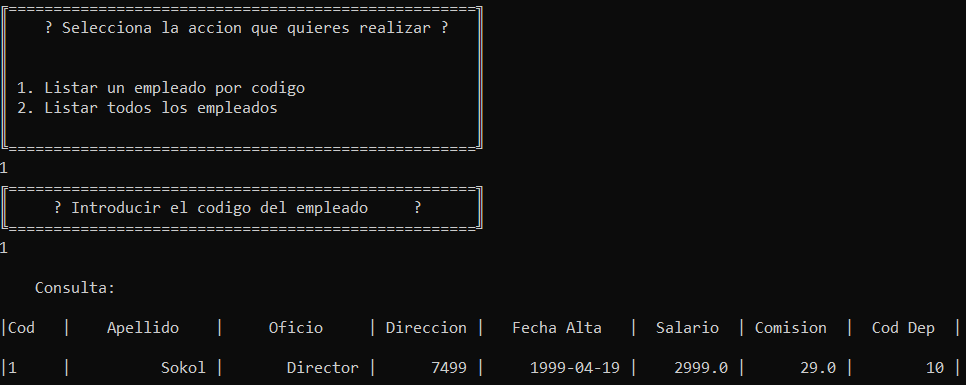 ╔====================================================╗
? Selecciona la accion que quieres realizar ?
1. Listar un empleado por codigo
2. Listar todos los empleados
╚====================================================╝
1
╔====================================================╗
? Introducir el codigo del empleado ?
╚====================================================╝
1
Consulta:
|Cod | Apellido | Oficio | Direccion | Fecha Alta | Salario | Comision | Cod Dep |
|1 | Sokol | Director | 7499 | 1999-04-19 | 2999.0 | 29.0 | 10 |